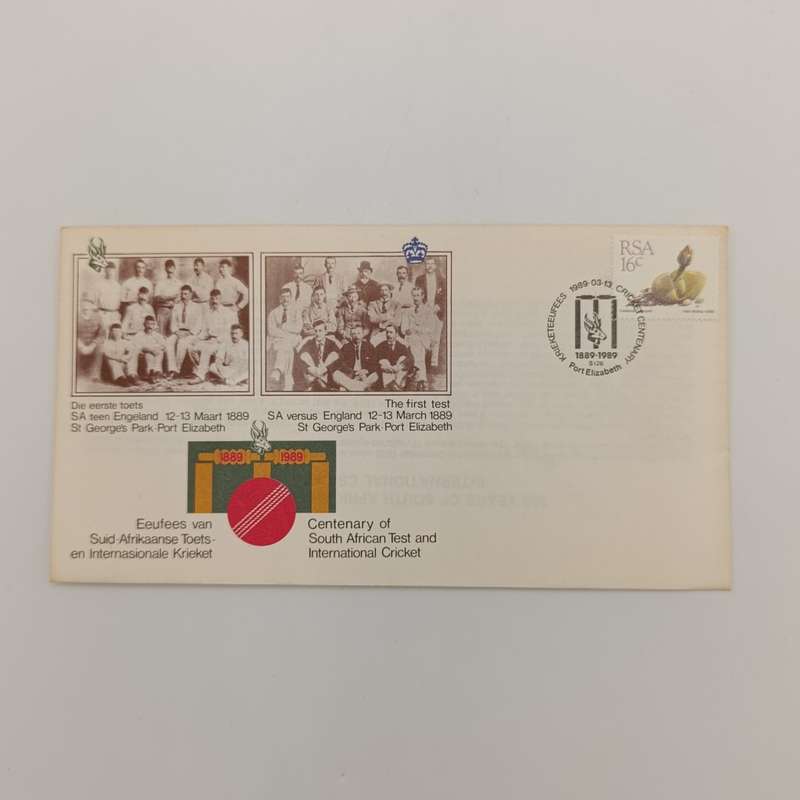 RSA
16c
KRIEKETEEUFEES 1989-03-13 CRICKET CENTENARY
1889-1989
Port Elizabeth
Die eerste toets
SA teen Engeland 12-13 Maart 1889
St George's Park-Port Elizabeth
The first test
SA versus England 12-13 March 1889
St George's Park-Port Elizabeth
1889 1989
Eeufees van
Suid-Afrikaanse Toets-
en Internasionale Krieket
Centenary of
South African Test and
International Cricket